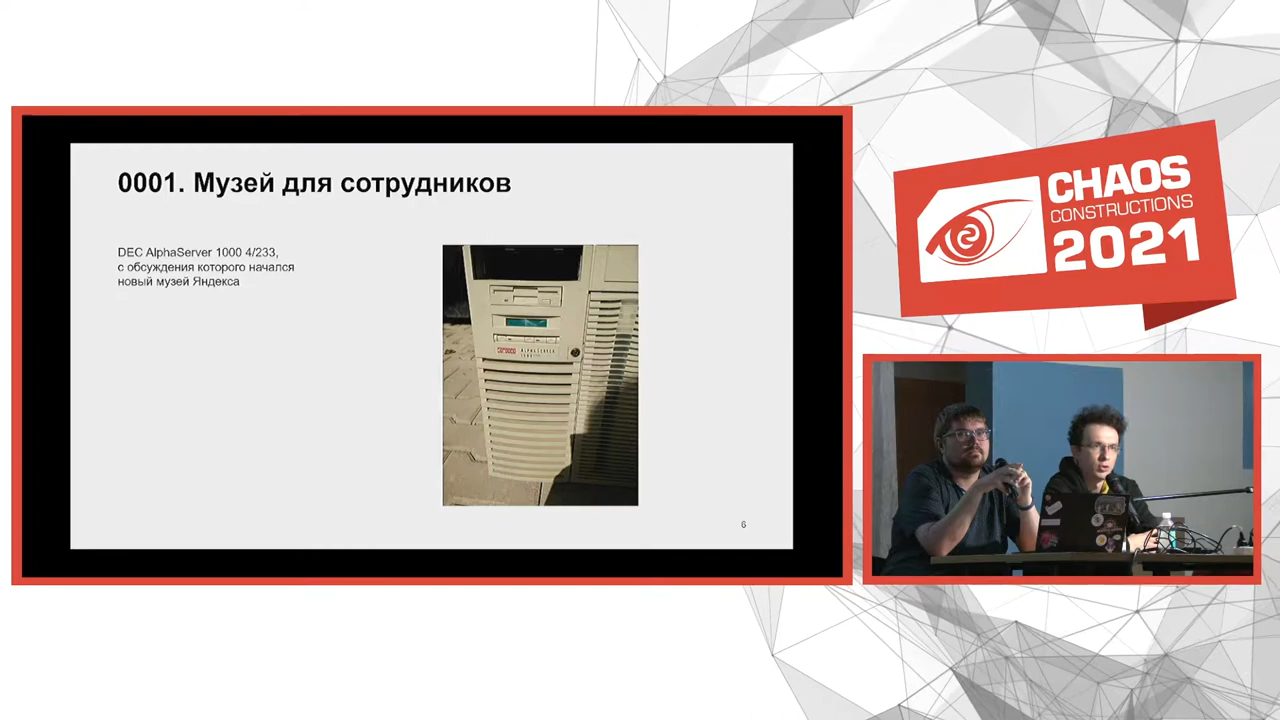 0001. Музей для сотрудников
DEC AlphaServer 1000 4/233,
с обсуждения которого начался
новый музей Яндекса
ALPHASERVER
6
CHAOS
CONSTRUCTIONS
2021